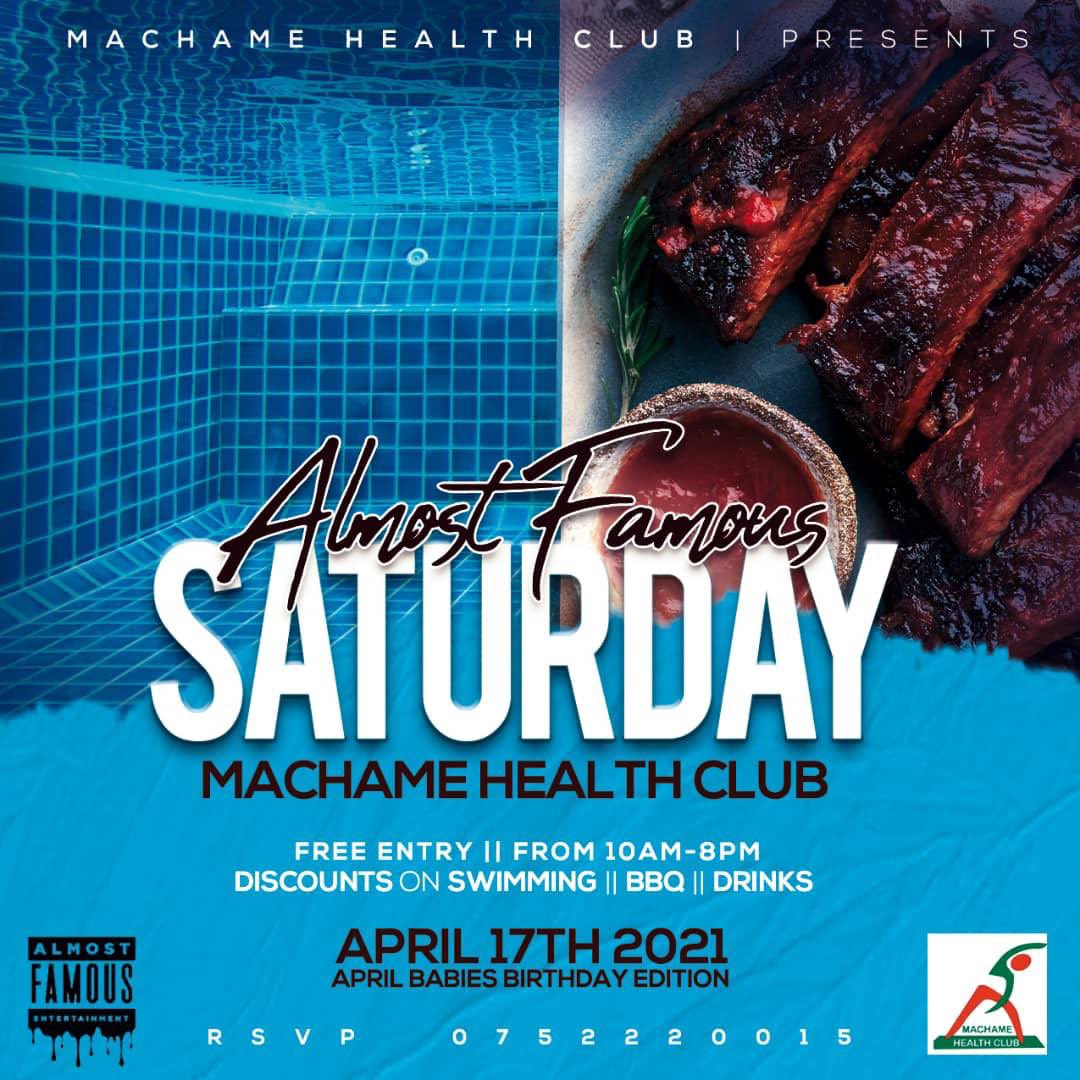 MACHAME HEALTH CLUB | PRESENTS
Almost Famous
SATURDAY
MACHAME HEALTH CLUB
FREE ENTRY || FROM 10AM-8PM
DISCOUNTS ON SWIMMING || BBQ || DRINKS
APRIL 17TH 2021
APRIL BABIES BIRTHDAY EDITION
ALMOST
FAMOUS
ENTERTAINMENT
RSVP 0752220015
MACHAME
HEALTH CLUB